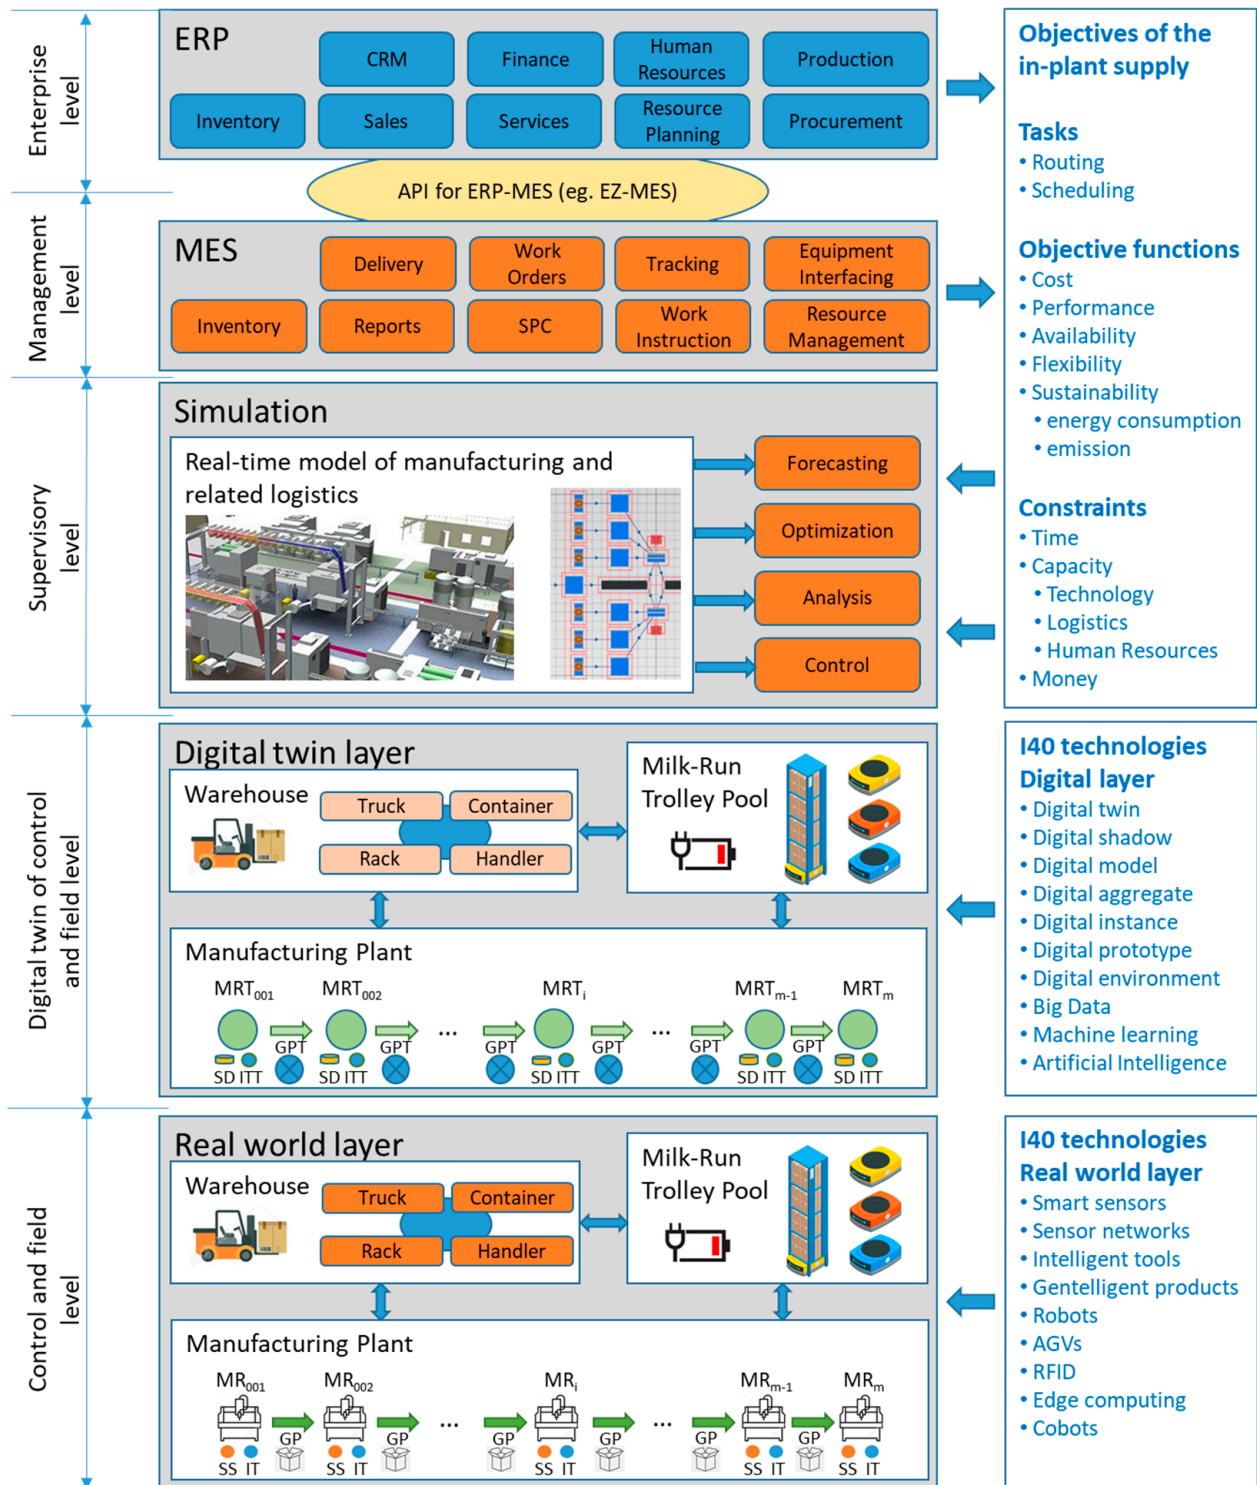 Enterprise
level
ERP
CRM
Finance
Human
Resources
Production
Inventory
Sales
Services
Resource
Planning
Procurement
API for ERP-MES (eg. EZ-MES)
Management
level
MES
Delivery
Work
Orders
Tracking
Equipment
Interfacing
Inventory
Reports
SPC
Work
Instruction
Resource
Management
Supervisory
level
Simulation
Real-time model of manufacturing and
related logistics
Forecasting
Optimization
Analysis
Control
Objectives of the
in-plant supply
Tasks
• Routing
• Scheduling
Objective functions
• Cost
• Performance
• Availability
• Flexibility
• Sustainability
• energy consumption
• emission
Constraints
• Time
• Capacity
• Technology
• Logistics
• Human Resources
• Money
Digital twin of control
and field level
Digital twin layer
Warehouse
Truck
Container
Rack
Handler
Milk-Run
Trolley Pool
Manufacturing Plant
MRT001 MRT002 MRTi MRTm-1 MRTm
... ...
GPT GPT GPT GPT GPT GPT
SD ITT SD ITT SD ITT SD ITT SD ITT
I40 technologies
Digital layer
• Digital twin
• Digital shadow
• Digital model
• Digital aggregate
• Digital instance
• Digital prototype
• Digital environment
• Big Data
• Machine learning
• Artificial Intelligence
Control and field
level
Real world layer
Warehouse
Truck
Container
Rack
Handler
Milk-Run
Trolley Pool
Manufacturing Plant
MR001 MR002 MRi MRm-1 MRm
... ...
GP GP GP GP GP GP
SS IT SS IT SS IT SS IT SS IT
I40 technologies
Real world layer
• Smart sensors
• Sensor networks
• Intelligent tools
• Gentelligent products
• Robots
• AGVs
• RFID
• Edge computing
• Cobots